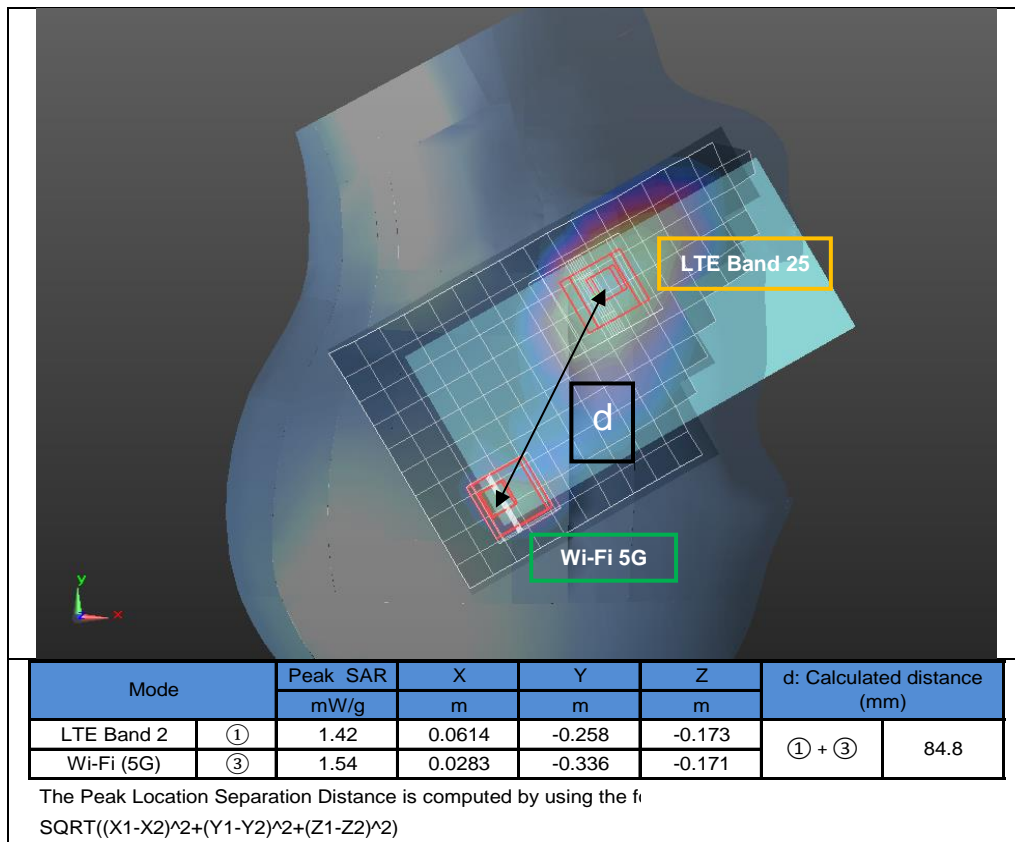 LTE Band 25
d
Wi-Fi 5G
y
x
Mode Peak SAR X Y Z d: Calculated distance (mm)
mW/g m m m
LTE Band 2 ① 1.42 0.0614 -0.258 -0.173 ① + ③ 84.8
Wi-Fi (5G) ③ 1.54 0.0283 -0.336 -0.171
The Peak Location Separation Distance is computed by using the
SQRT((X1-X2)^2+(Y1-Y2)^2+(Z1-Z2)^2)